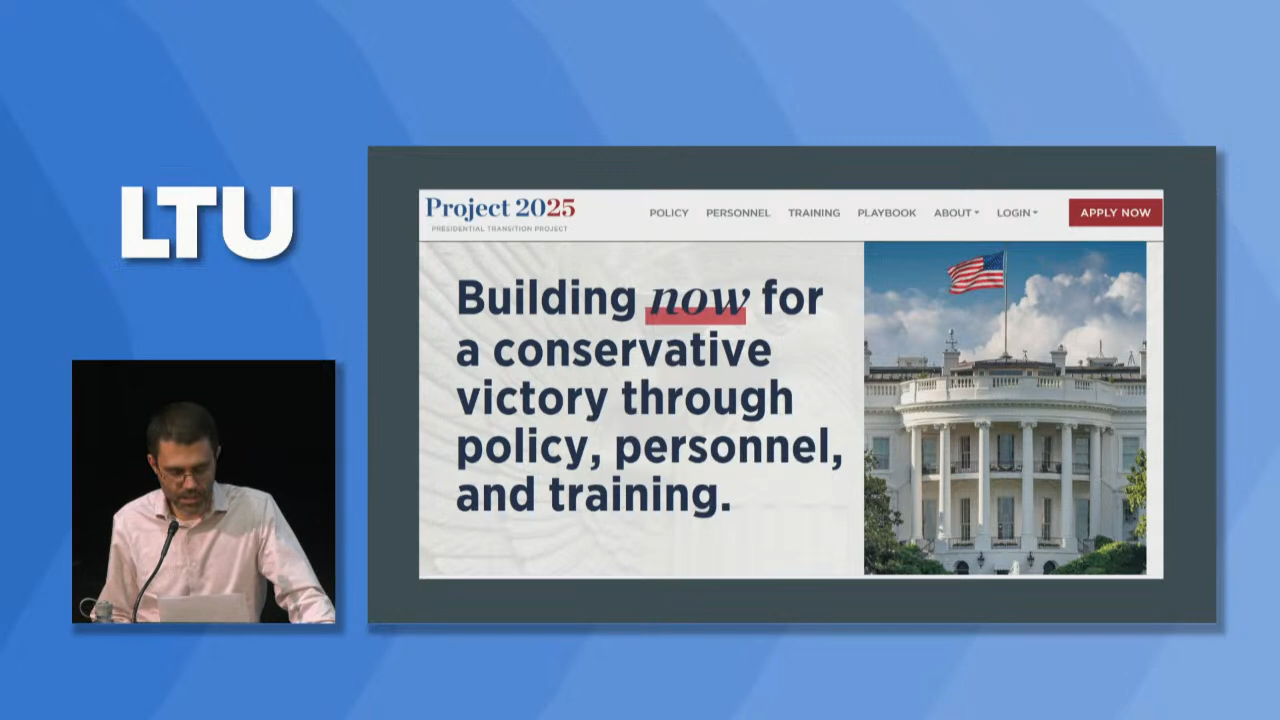 LTU
Project 2025
PRESIDENTIAL TRANSITION PROJECT
POLICY PERSONNEL TRAINING PLAYBOOK ABOUT LOGIN APPLY NOW
Building now for
a conservative
victory through
policy, personnel,
and training.